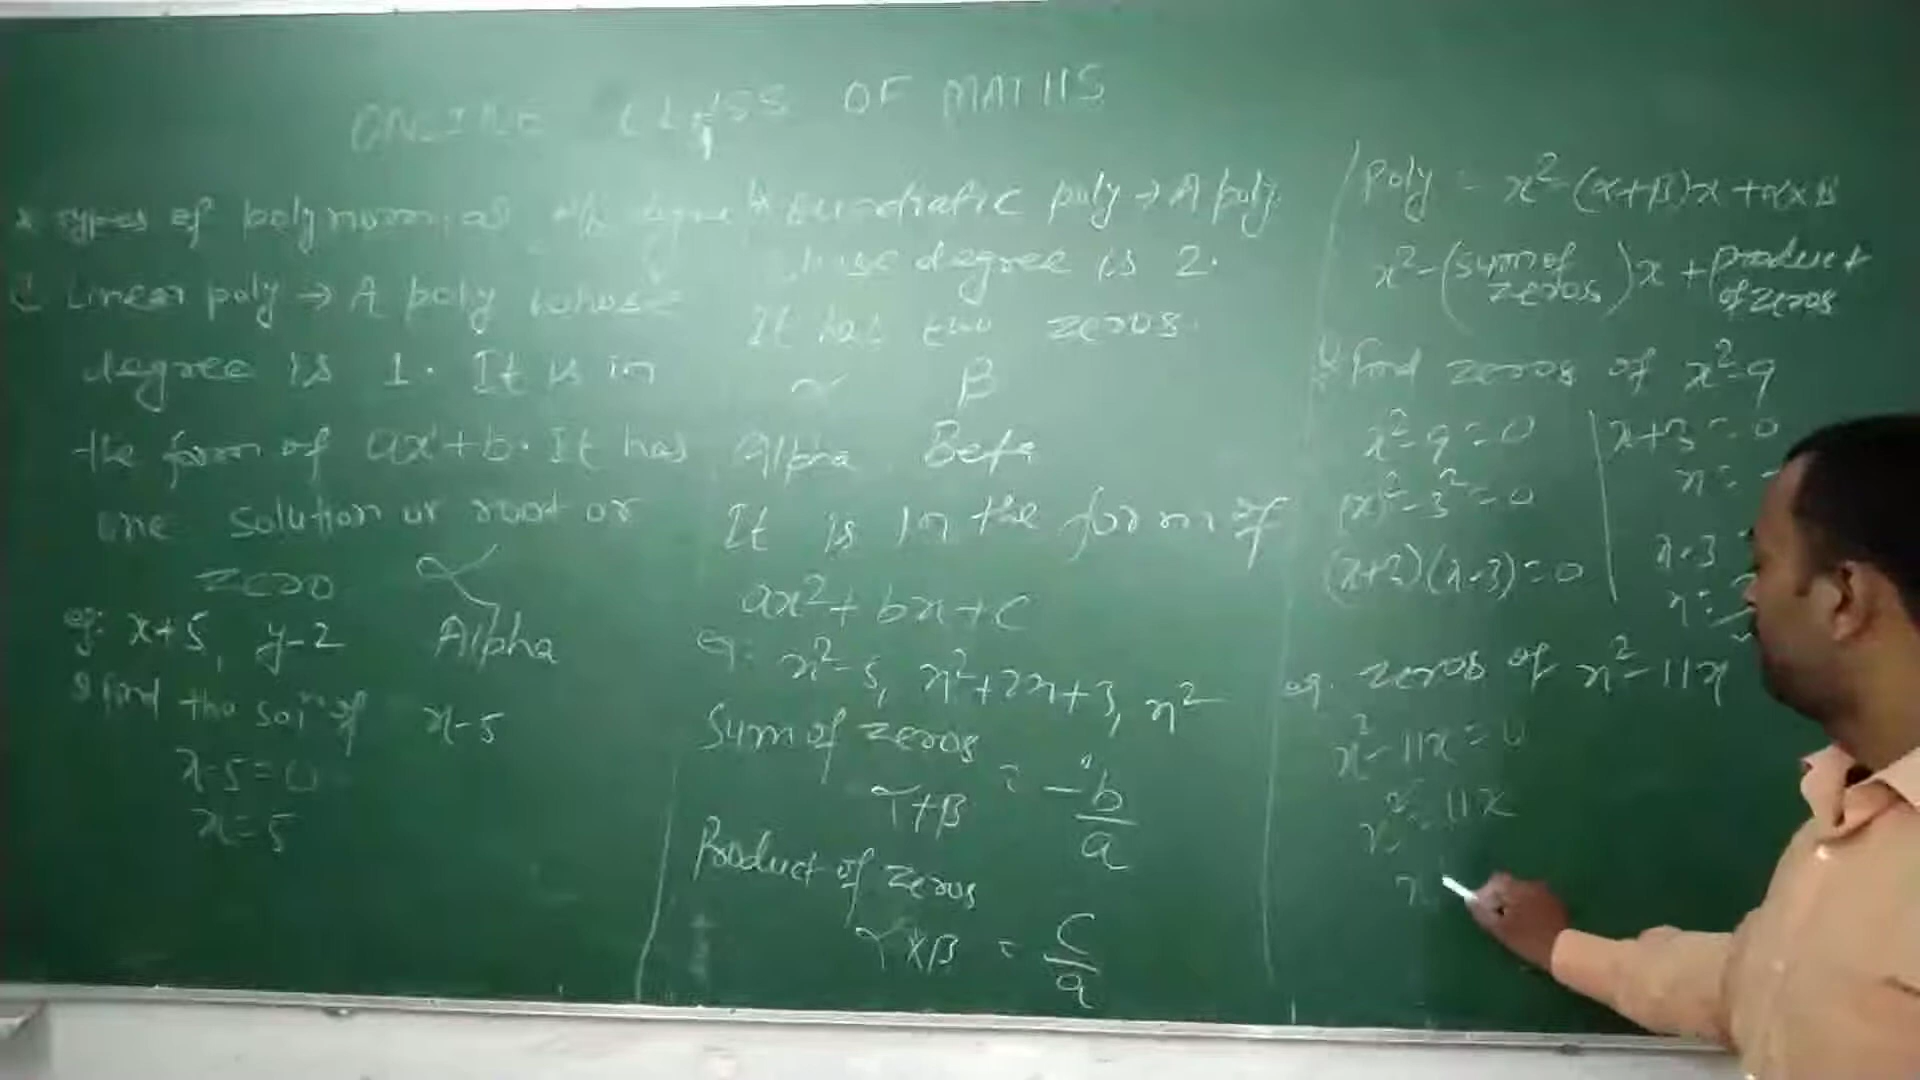 ONLINE CLASS OF MATHS
* Types of polynomial
C Linear poly → A poly whose
degree is 1. It is in
the form of ax¹+b. It has
one solution or root or
zero α
Alpha
eg: x+5, y-2
Q find the solⁿ of x-5
x-5=0
x=5
Quadratic poly → A poly
whose degree is 2.
It has two zeros.
α β
Alpha Beta
It is in the form of
ax²+bx+c
eg: x²-5, x²+2x+3, x²
Sum of zeros
α+β = -b/a
Product of zeros
α×β = c/a
Poly = x²-(α+β)x+α×β
x²-(sum of zeros)x + product of zeros
Q find zeros of x²-9
x²-9=0
(x)²-3²=0
(x+3)(x-3)=0
x+3=0
x= -
x-3
x=
eg. zeros of x²-11x
x²-11x=0
x²=11x
x